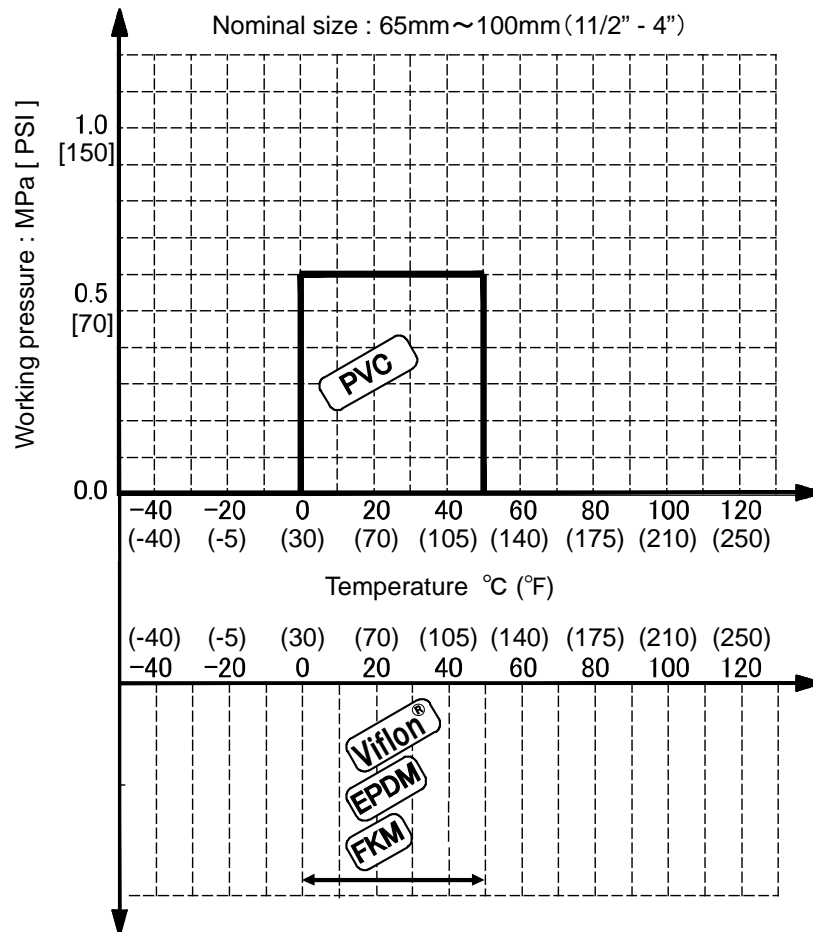 Nominal size : 65mm～100mm（11/2” - 4”）
Working pressure : MPa [ PSI ]
1.0
[150]
0.5
[70]
PVC
0.0
−40 −20 0 20 40 60 80 100 120
(-40) (-5) (30) (70) (105) (140) (175) (210) (250)
Temperature ℃ (℉)
(-40) (-5) (30) (70) (105) (140) (175) (210) (250)
−40 −20 0 20 40 60 80 100 120
Viflon®
EPDM
FKM